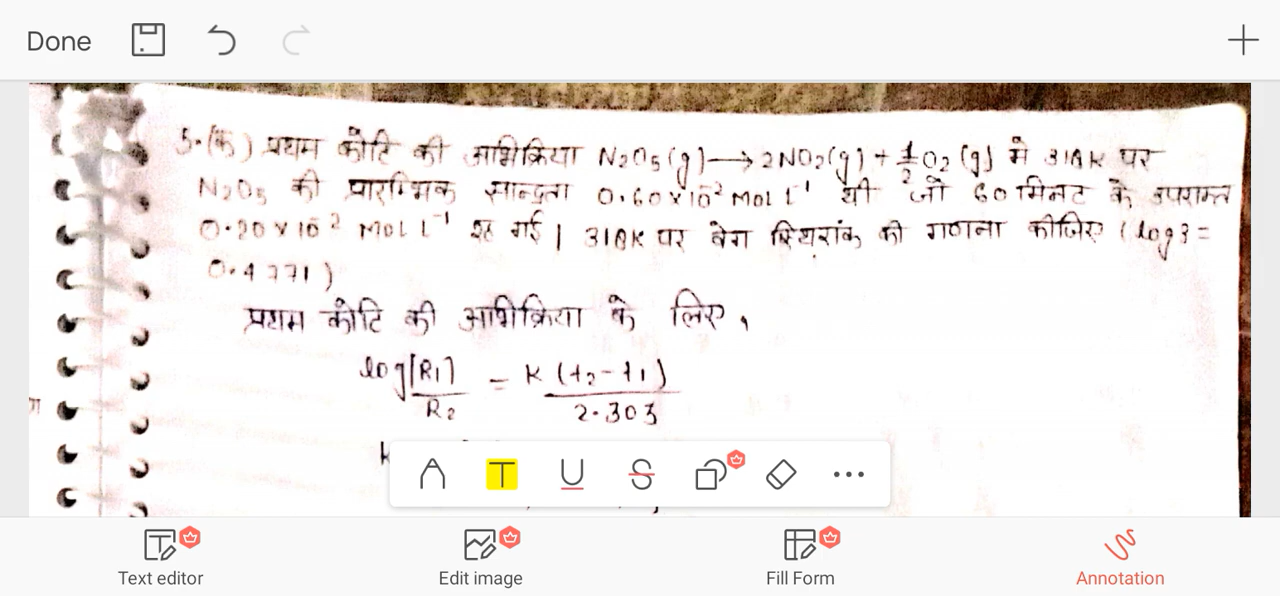 Done
5.(क) प्रथम कोटि की अभिक्रिया N₂O₅(g) → 2NO₂(g) + 1/2 O₂(g) में 318K पर
N₂O₅ की प्रारम्भिक सान्द्रता 0.60×10⁻² Mol L⁻¹ थी जो 60 मिनट के उपरान्त
0.20×10⁻² Mol L⁻¹ रह गई। 318K पर वेग स्थिरांक की गणना कीजिए (log3 =
0.4771)
प्रथम कोटि की अभिक्रिया के लिए,
log[R1]/R2 = K(t2-t1)/2.303
K
T U S
Text editor Edit image Fill Form Annotation